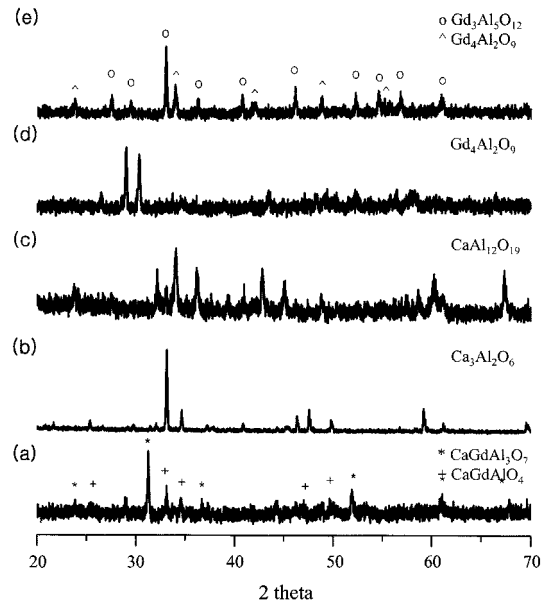 (e)
o Gd₃Al₅O₁₂
^ Gd₄Al₂O₉
o
^ o o ^ o o ^ o ^ o o ^ o o
(d)
Gd₄Al₂O₉
(c)
CaAl₁₂O₁₉
(b)
Ca₃Al₂O₆
(a)
* CaGdAl₃O₇
+ CaGdAlO₄
*
* + + + * + + * * *
20 30 40 50 60 70
2 theta